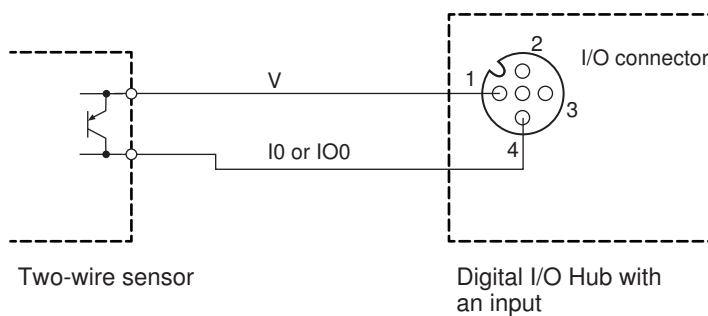 2
I/O connector
V
1
3
I0 or IO0
4
Two-wire sensor
Digital I/O Hub with
an input